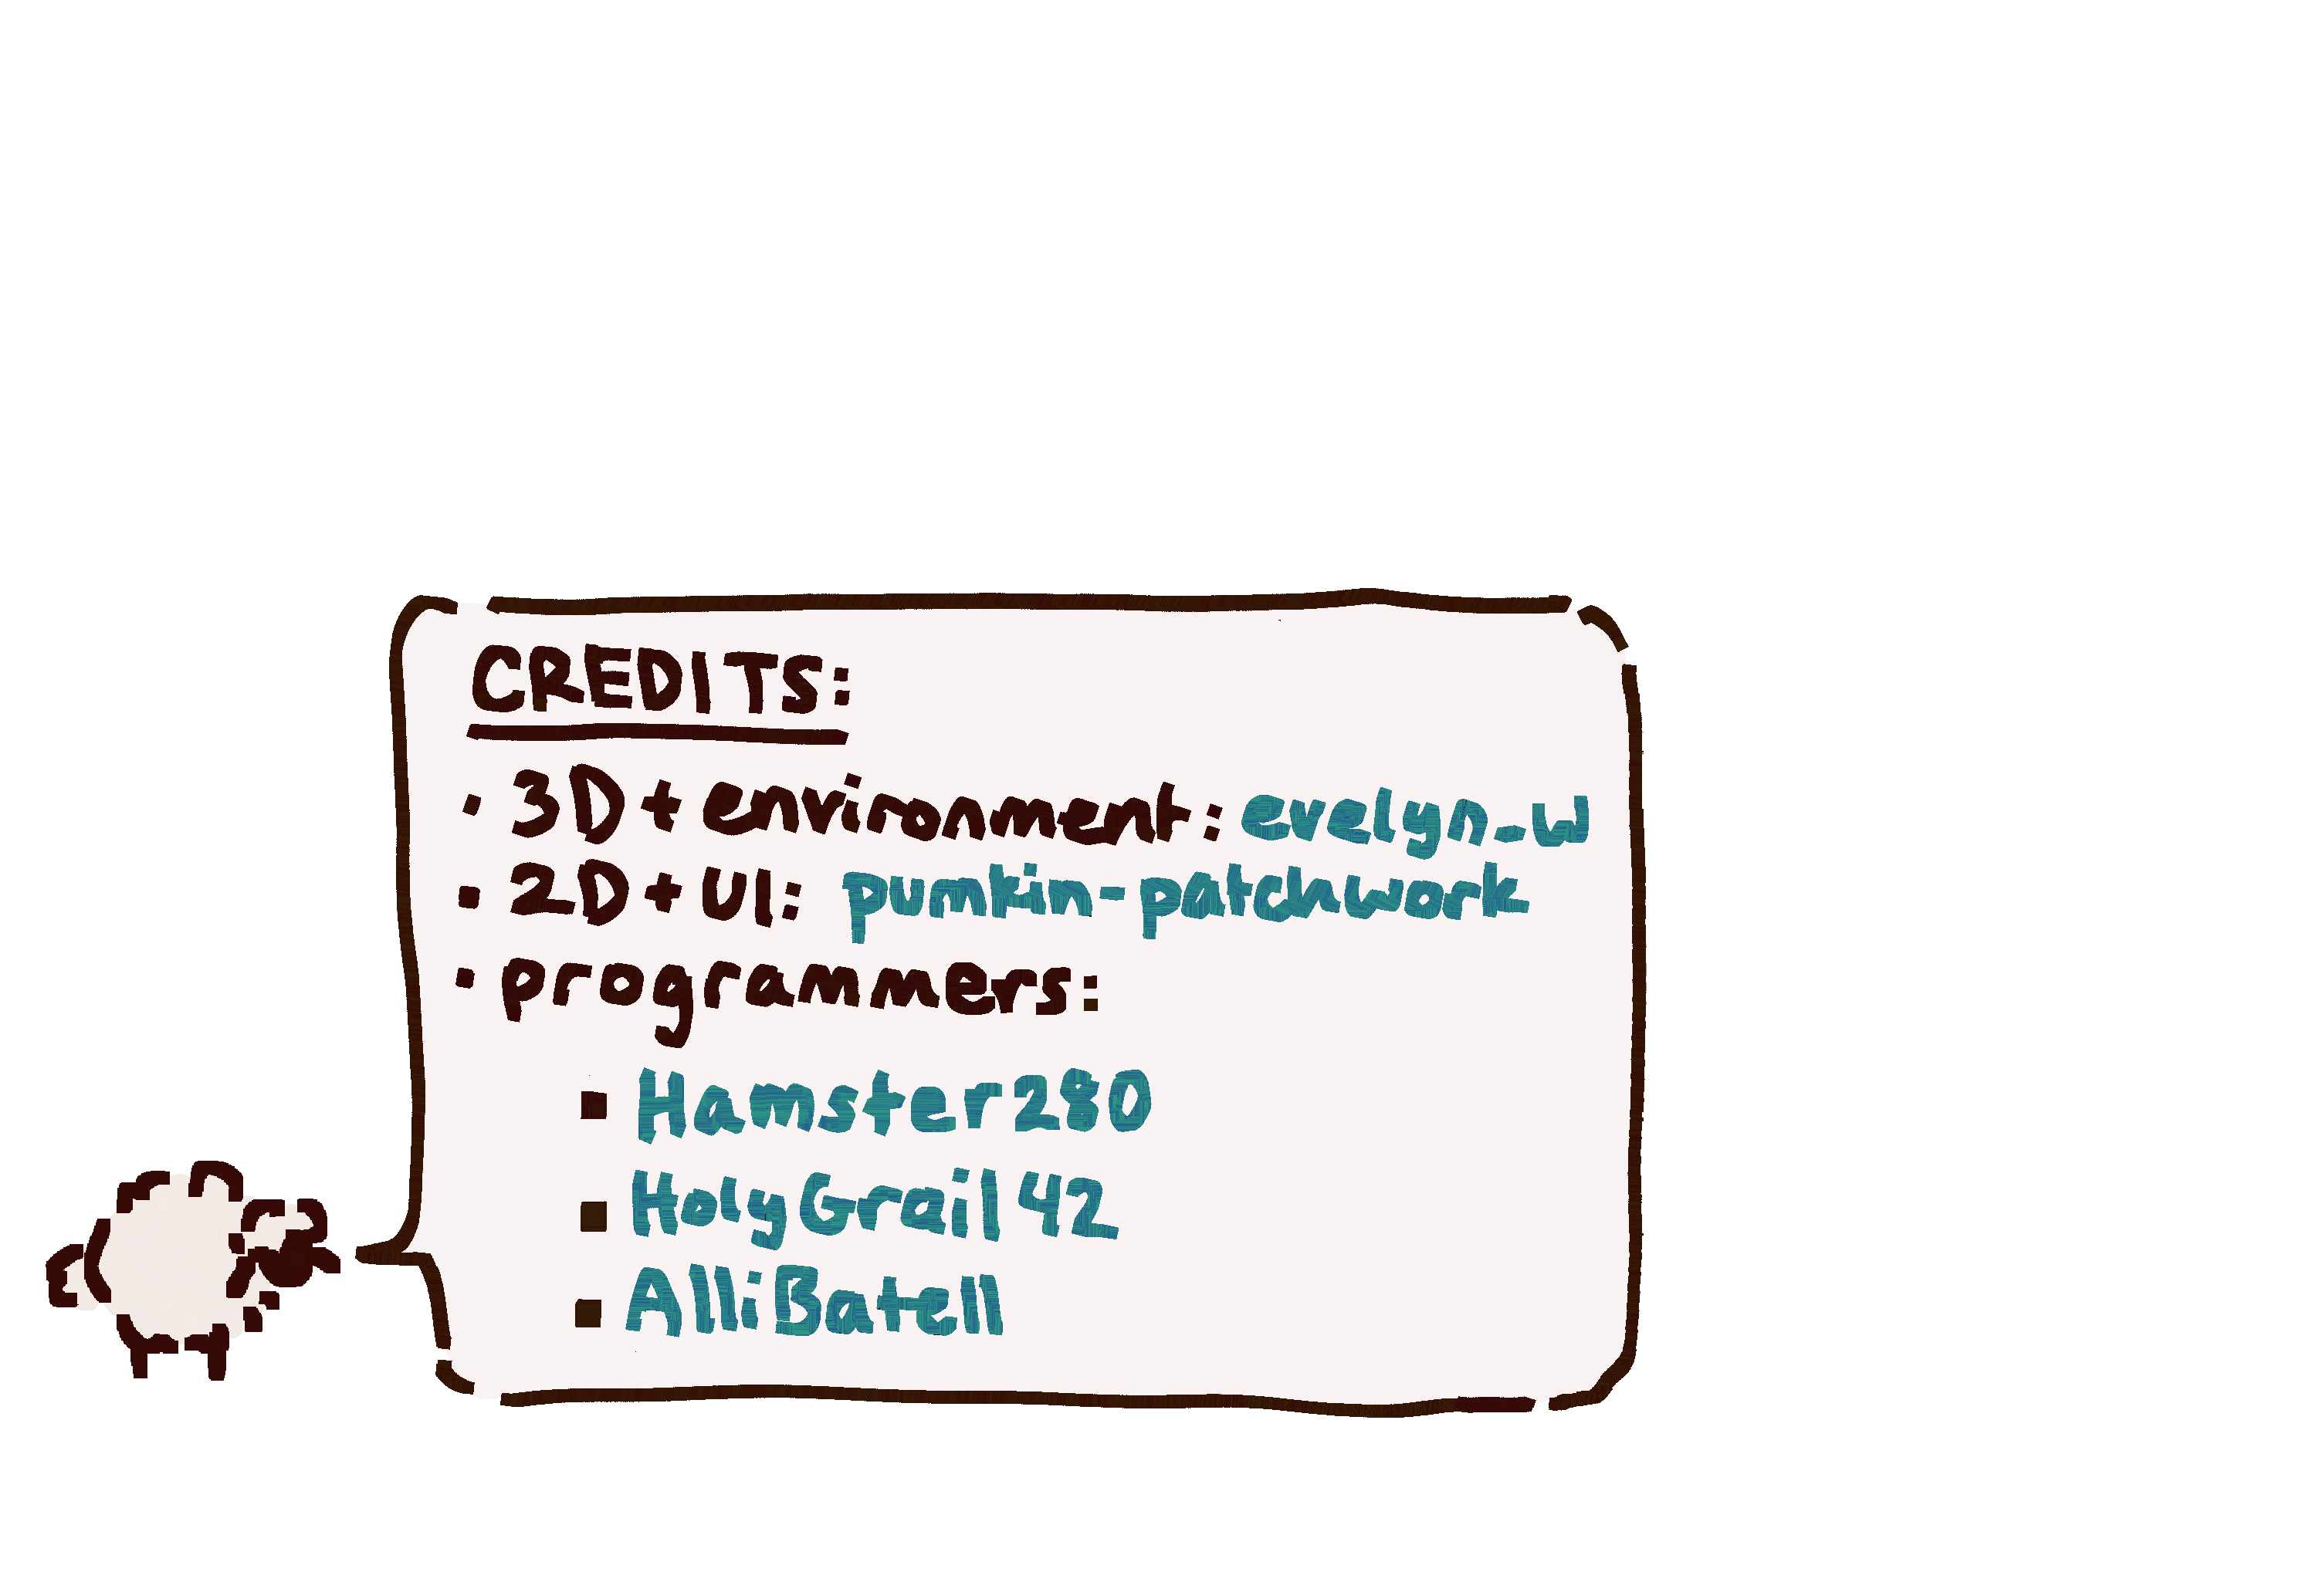 CREDITS:
· 3D + environment: evelyn_w
· 2D + UI: pumkin-patchwork
· programmers:
▪ Hamster280
▪ HolyGrail42
▪ AlliBatell